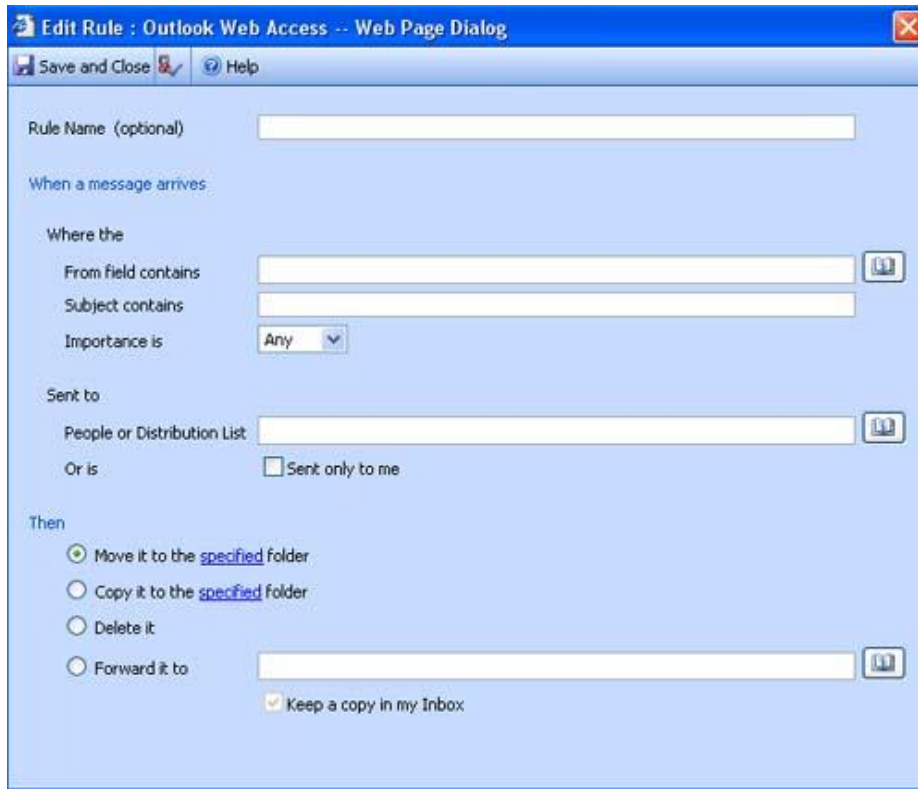 Edit Rule : Outlook Web Access -- Web Page Dialog
Save and Close Help
Rule Name (optional)
When a message arrives
Where the
From field contains
Subject contains
Importance is Any
Sent to
People or Distribution List
Or is Sent only to me
Then
Move it to the specified folder
Copy it to the specified folder
Delete it
Forward it to
Keep a copy in my Inbox